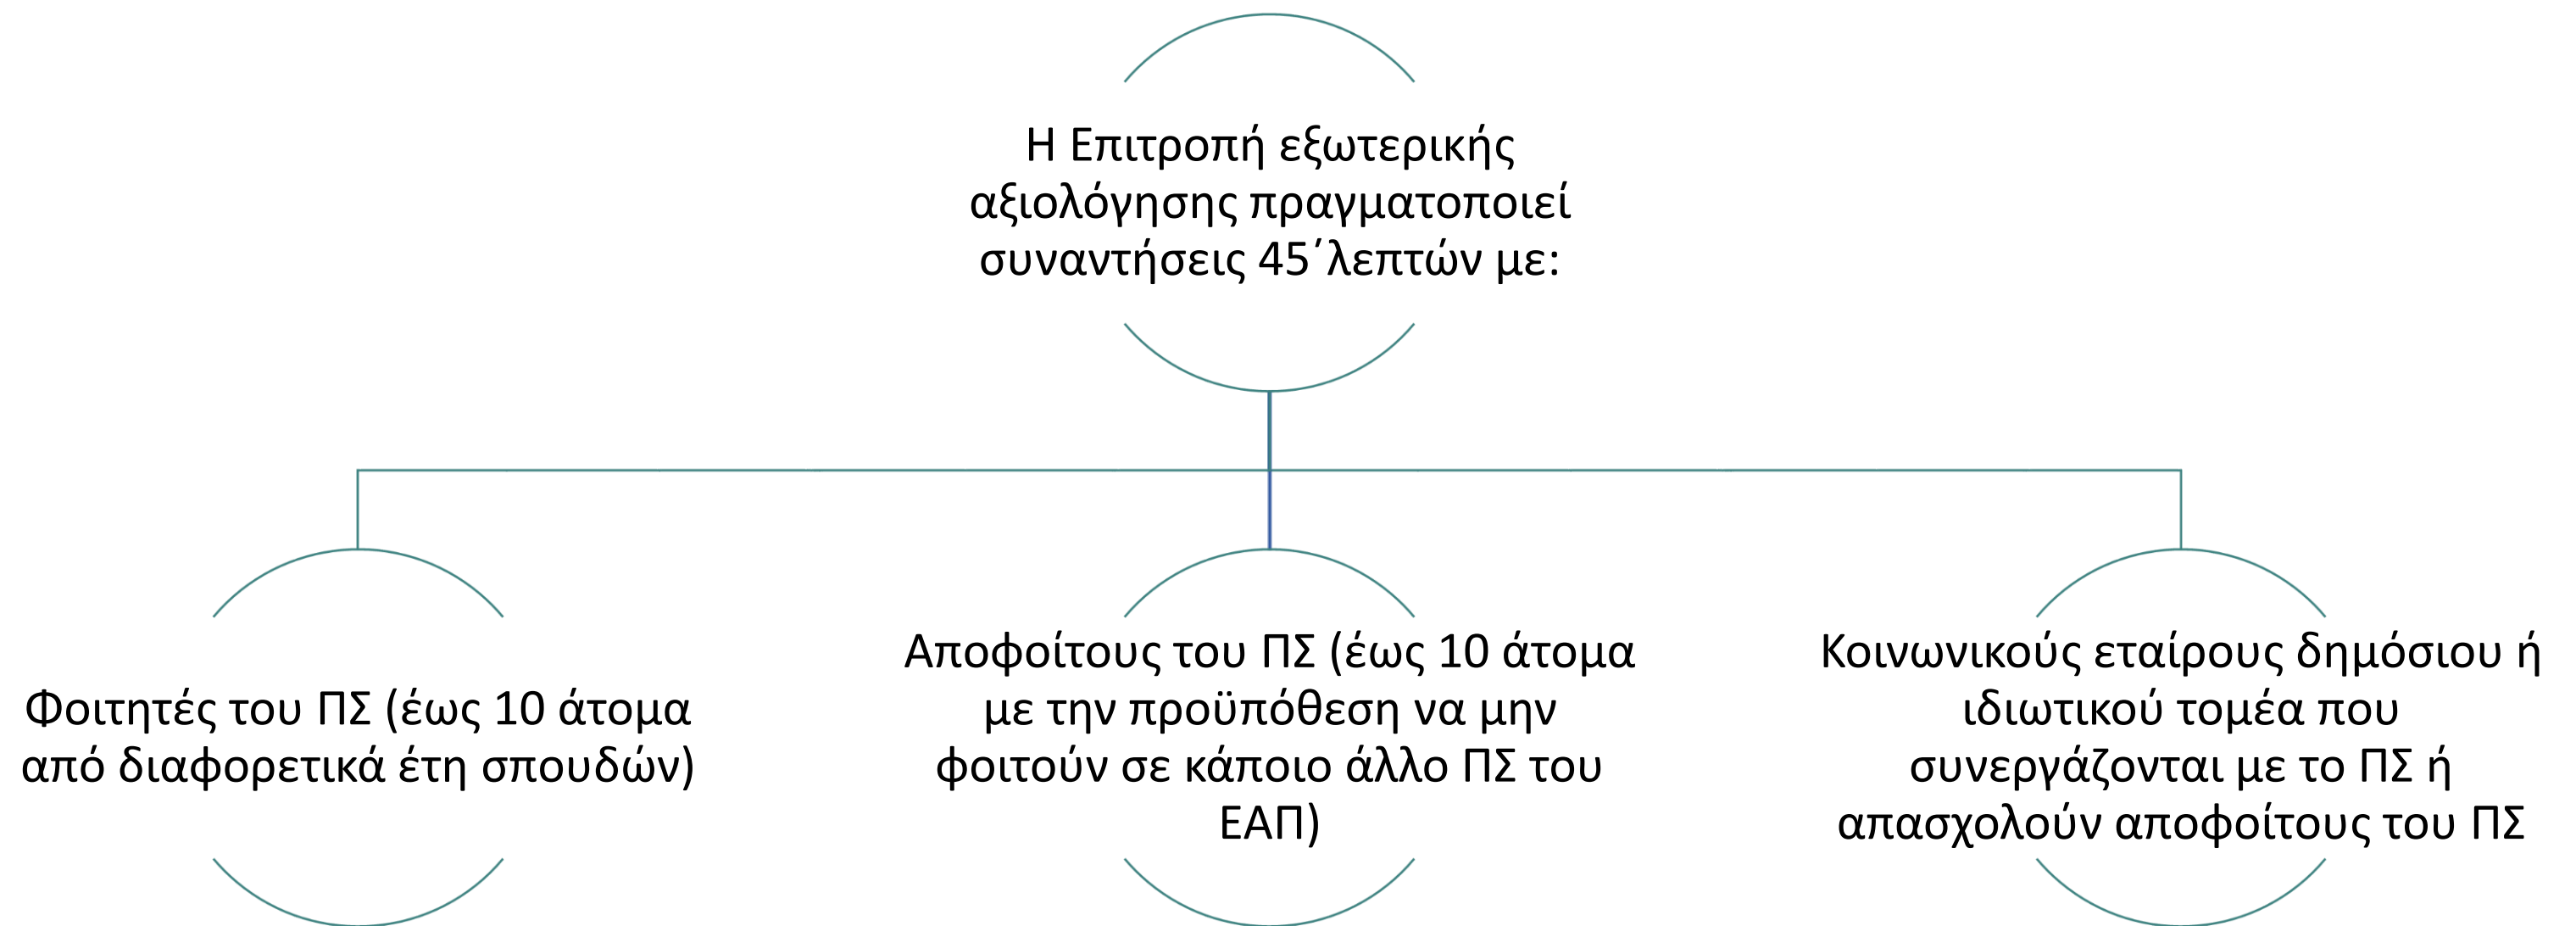 Η Επιτροπή εξωτερικής
αξιολόγησης πραγματοποιεί
συναντήσεις 45΄λεπτών με:
Φοιτητές του ΠΣ (έως 10 άτομα
από διαφορετικά έτη σπουδών)
Αποφοίτους του ΠΣ (έως 10 άτομα
με την προϋπόθεση να μην
φοιτούν σε κάποιο άλλο ΠΣ του
ΕΑΠ)
Κοινωνικούς εταίρους δημόσιου ή
ιδιωτικού τομέα που
συνεργάζονται με το ΠΣ ή
απασχολούν αποφοίτους του ΠΣ